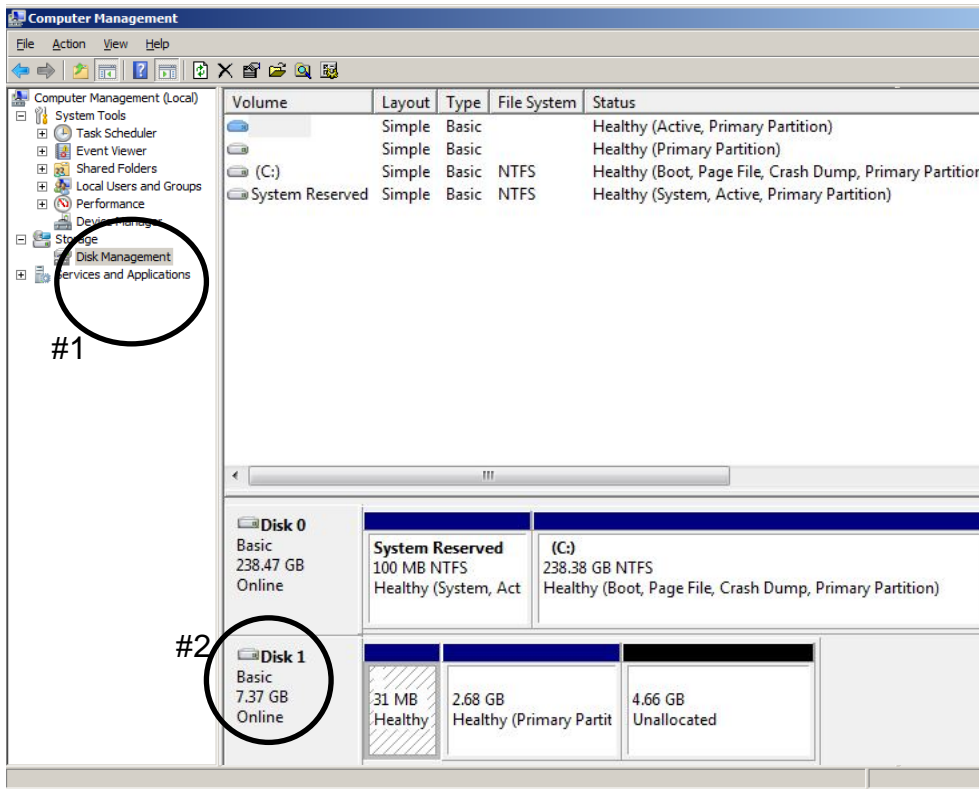 Computer Management
File Action View Help
Computer Management (Local)
System Tools
Task Scheduler
Event Viewer
Shared Folders
Local Users and Groups
Performance
Device Manager
Storage
Disk Management
Services and Applications
#1
Volume Layout Type File System Status
Simple Basic Healthy (Active, Primary Partition)
Simple Basic Healthy (Primary Partition)
(C:) Simple Basic NTFS Healthy (Boot, Page File, Crash Dump, Primary Partition
System Reserved Simple Basic NTFS Healthy (System, Active, Primary Partition)
Disk 0
Basic
238.47 GB
Online
System Reserved
100 MB NTFS
Healthy (System, Act
(C:)
238.38 GB NTFS
Healthy (Boot, Page File, Crash Dump, Primary Partition)
#2
Disk 1
Basic
7.37 GB
Online
31 MB
Healthy
2.68 GB
Healthy (Primary Partit
4.66 GB
Unallocated